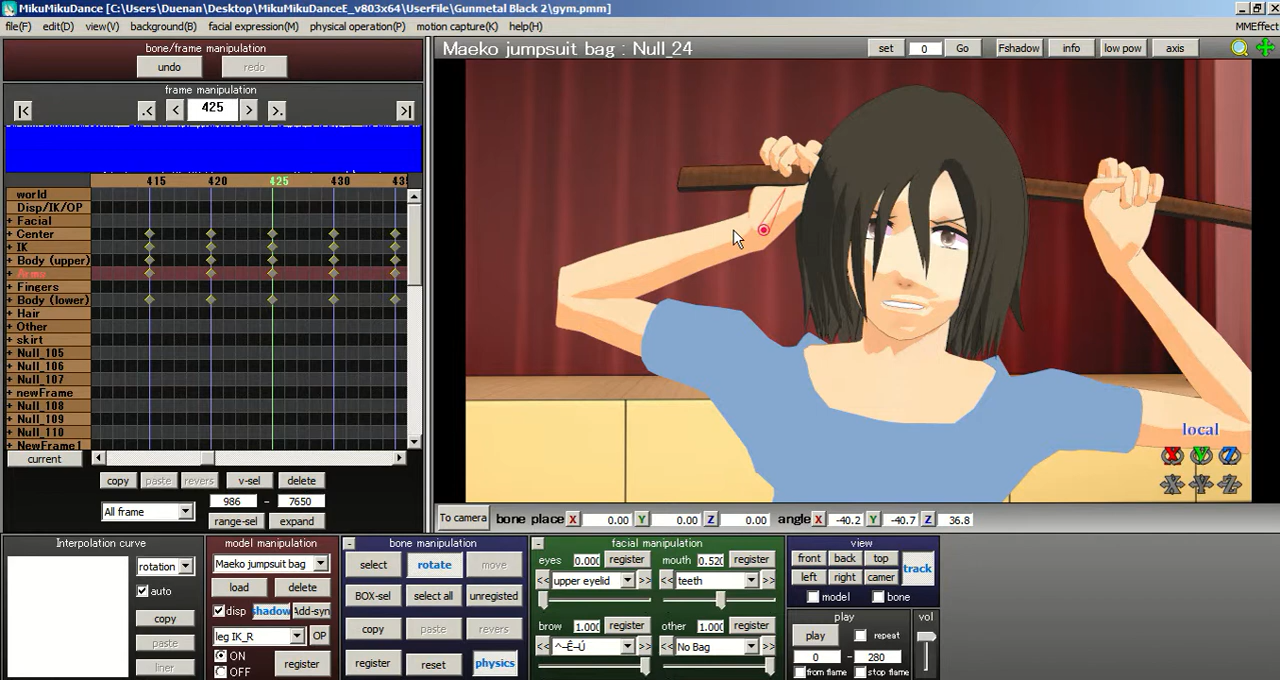 MikuMikuDance [C:\Users\Duenan\Desktop\MikuMikuDanceE_v803x64\UserFile\Gunmetal Black 2\gym.pmm]
file(F) edit(D) view(V) background(B) facial expression(M) physical operation(P) motion capture(K) help(H) MMEffect
bone/frame manipulation
undo redo
frame manipulation
|< .< < 425 > >. >|
415 420 425 430 435
world
Disp/IK/OP
+ Facial
+ Center
+ IK
+ Body (upper)
+ Arms
+ Fingers
+ Body (lower)
+ Hair
+ Other
+ skirt
+ Null_105
+ Null_106
+ Null_107
+ newFrame
+ Null_108
+ Null_109
+ Null_110
+ NewFrame1
current
copy paste revers v-sel delete
All frame 986 - 7650
range-sel expand
Maeko jumpsuit bag : Null_24
set 0 Go Fshadow info low pow axis
local
X Y Z
X Y Z
To camera bone place X 0.00 Y 0.00 Z 0.00 angle X -40.2 Y -40.7 Z 36.8
Interpolation curve
rotation
auto
copy
paste
liner
model manipulation
Maeko jumpsuit bag
load delete
disp shadow Add-syn
leg IK_R OP
ON
OFF
register
- bone manipulation
select rotate move
BOX-sel select all unregisted
copy paste revers
register reset physics
- facial manipulation
eyes 0.000 register mouth 0.520 register
<< upper eyelid >> << teeth >>
brow 1.000 register other 1.000 register
<< >> << No Bag >>
view
front back top
left right camer track
model bone
play
play repeat
0 - 280
from flame stop flame
vol